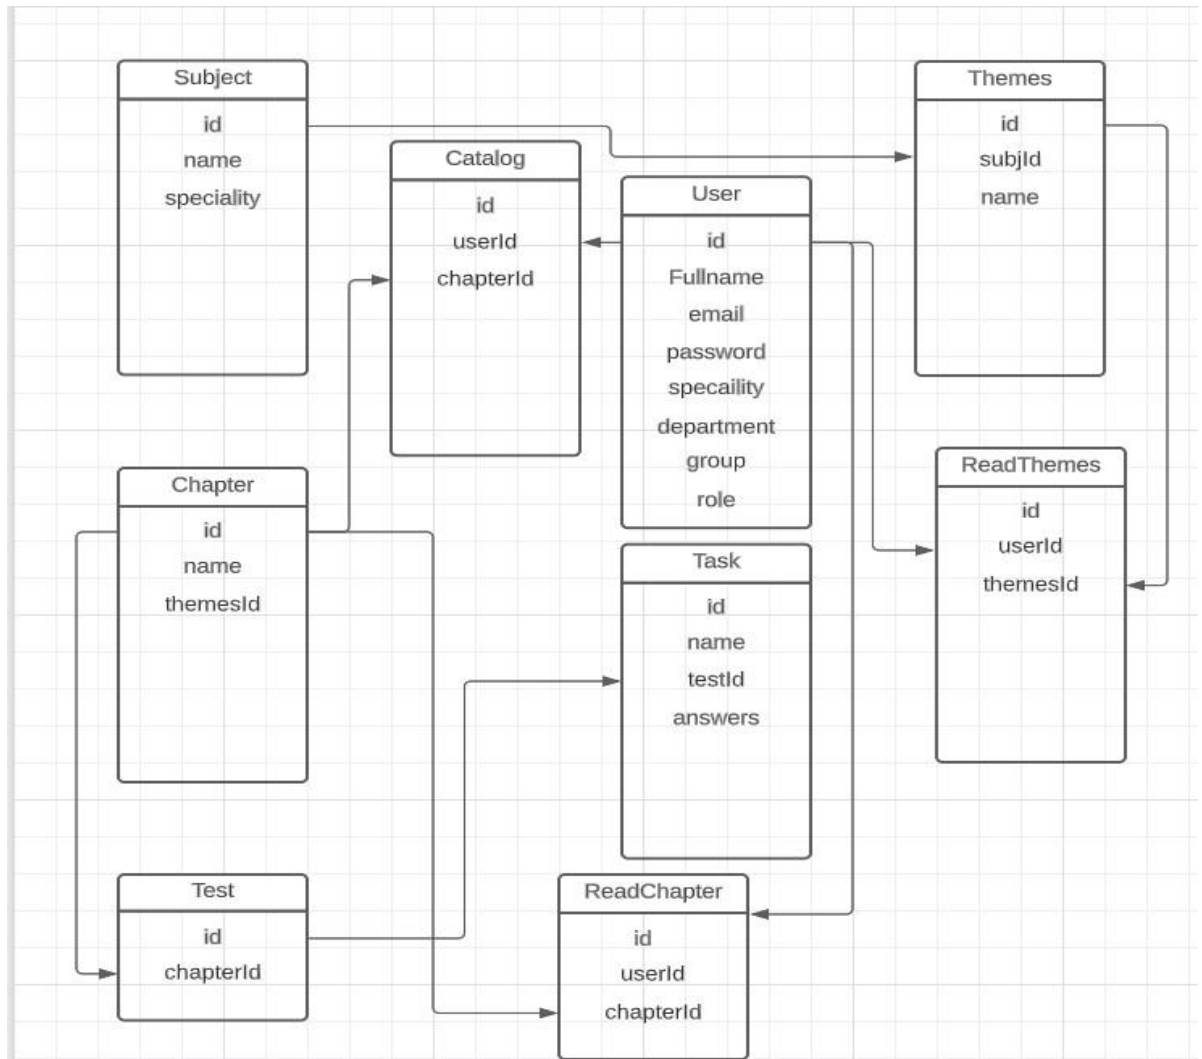 Subject
id
name
speciality
Catalog
id
userId
chapterId
User
id
Fullname
email
password
specaility
department
group
role
Themes
id
subjId
name
Chapter
id
name
themesId
Task
id
name
testId
answers
ReadThemes
id
userId
themesId
Test
id
chapterId
ReadChapter
id
userId
chapterId